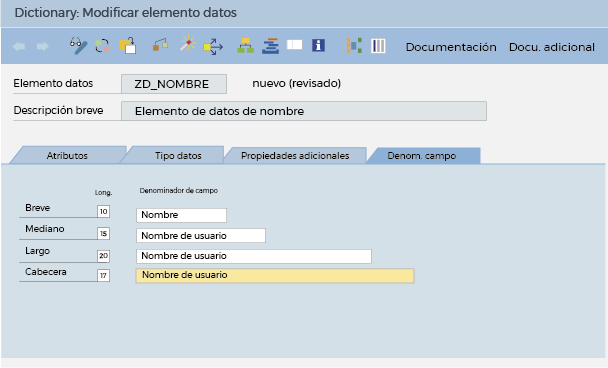 Dictionary: Modificar elemento datos
Documentación Docu. adicional
Elemento datos ZD_NOMBRE nuevo (revisado)
Descripción breve Elemento de datos de nombre
Atributos Tipo datos Propiedades adicionales Denom. campo
Long. Denominador de campo
Breve 10 Nombre
Mediano 15 Nombre de usuario
Largo 20 Nombre de usuario
Cabecera 17 Nombre de usuario